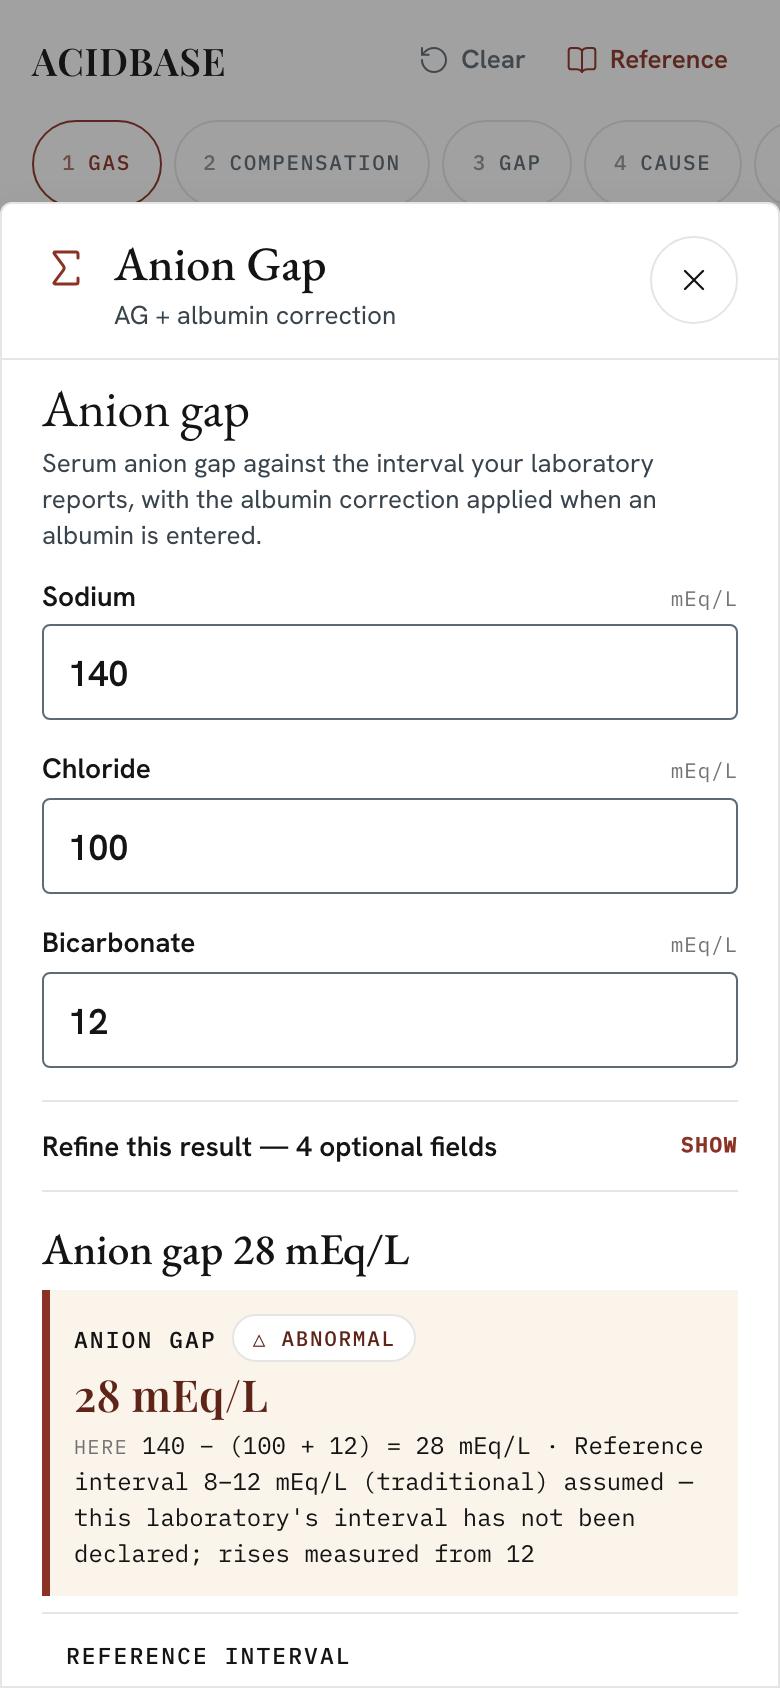 ACIDBASE
Clear
Reference
1 GAS
2 COMPENSATION
3 GAP
4 CAUSE
Anion Gap
AG + albumin correction
Anion gap
Serum anion gap against the interval your laboratory
reports, with the albumin correction applied when an
albumin is entered.
Sodium
mEq/L
140
Chloride
mEq/L
100
Bicarbonate
mEq/L
12
Refine this result — 4 optional fields
SHOW
Anion gap 28 mEq/L
ANION GAP
△ ABNORMAL
28 mEq/L
HERE 140 − (100 + 12) = 28 mEq/L · Reference
interval 8–12 mEq/L (traditional) assumed —
this laboratory's interval has not been
declared; rises measured from 12
REFERENCE INTERVAL